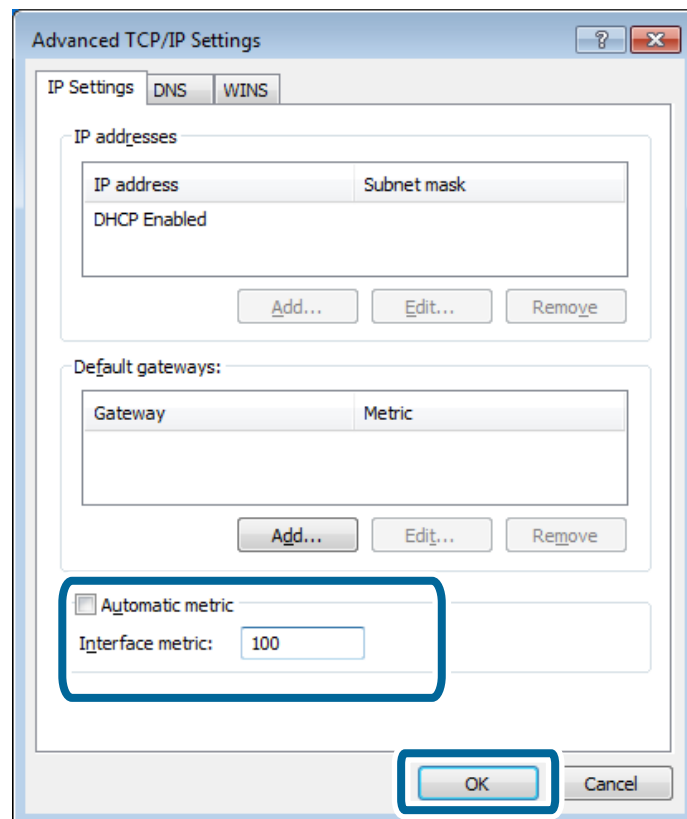 Advanced TCP/IP Settings
?
IP Settings DNS WINS
IP addresses
IP address Subnet mask
DHCP Enabled
Add... Edit... Remove
Default gateways:
Gateway Metric
Add... Edit... Remove
Automatic metric
Interface metric: 100
OK Cancel